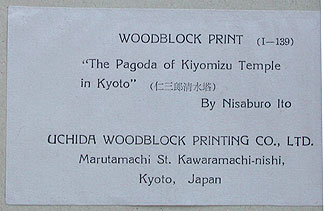 WOODBLOCK PRINT (I—139)
"The Pagoda of Kiyomizu Temple
in Kyoto" (仁三郎清水塔)
By Nisaburo Ito
UCHIDA WOODBLOCK PRINTING CO., LTD.
Marutamachi St. Kawaramachi-nishi,
Kyoto, Japan